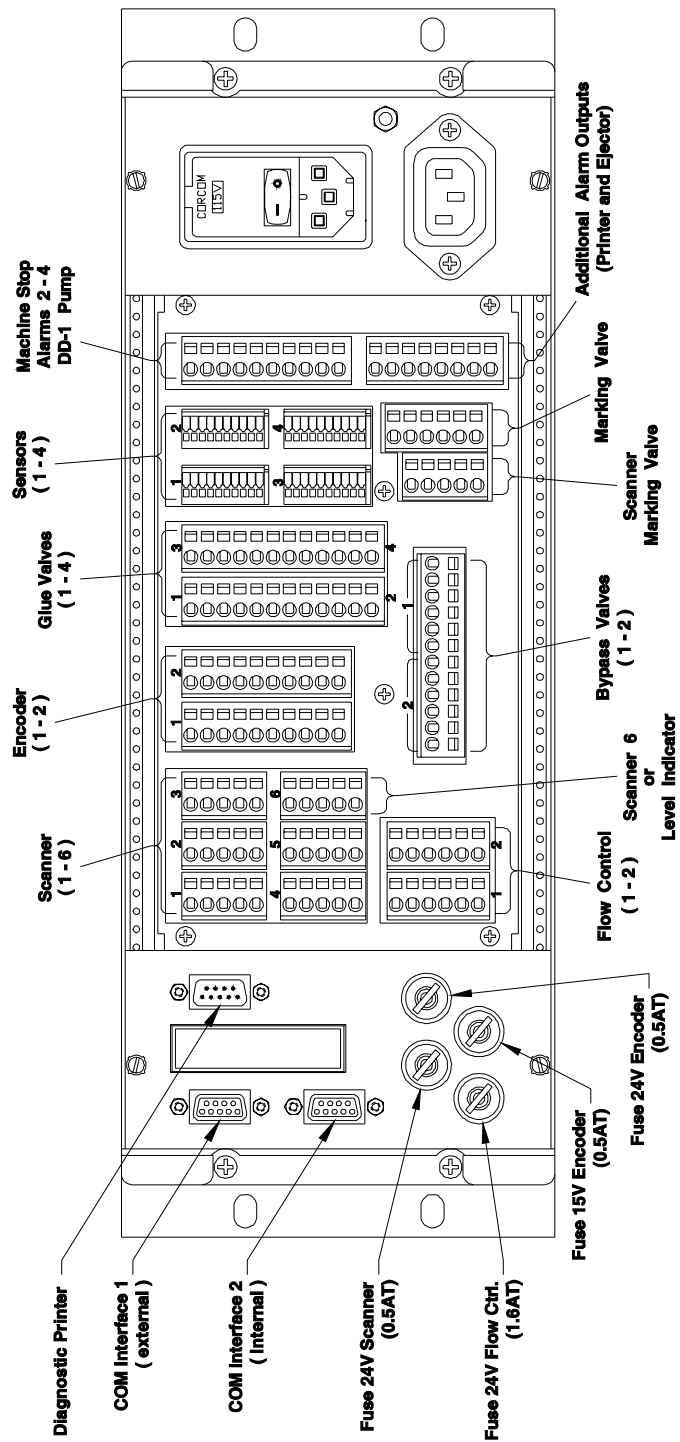 Diagnostic Printer
COM Interface 1
( external )
COM Interface 2
( Internal )
Fuse 24V Scanner
(0.5AT)
Fuse 24V Flow Ctrl.
(1.6AT)
Fuse 15V Encoder
(0.5AT)
Fuse 24V Encoder
(0.5AT)
Scanner
( 1 - 6 )
1
2
3
4
5
6
Flow Control
( 1 - 2 )
1
2
Scanner 6
or
Level Indicator
Encoder
( 1 - 2 )
1
2
Bypass Valves
( 1 - 2 )
2
1
Glue Valves
( 1 - 4 )
1
3
2
4
Sensors
( 1 - 4 )
1
2
3
4
Scanner
Marking Valve
Marking Valve
Machine Stop
Alarms 2 - 4
DD-1 Pump
Additional Alarm Outputs
(Printer and Ejector)
CORCOM
115V